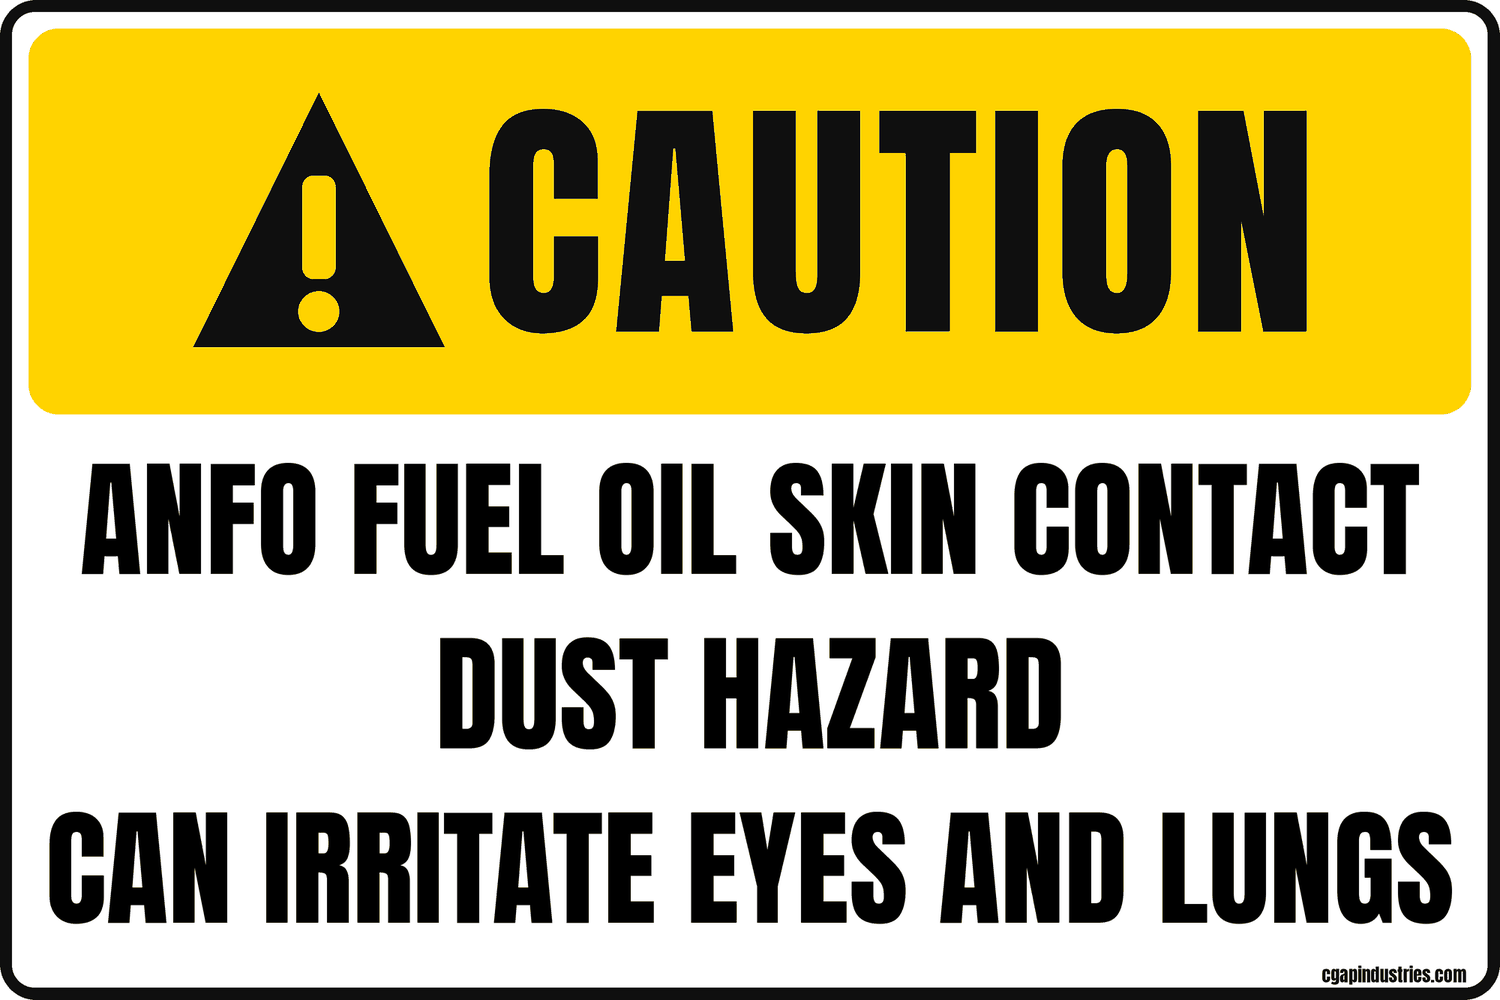 CAUTION
ANFO FUEL OIL SKIN CONTACT
DUST HAZARD
CAN IRRITATE EYES AND LUNGS
cgapindustries.com